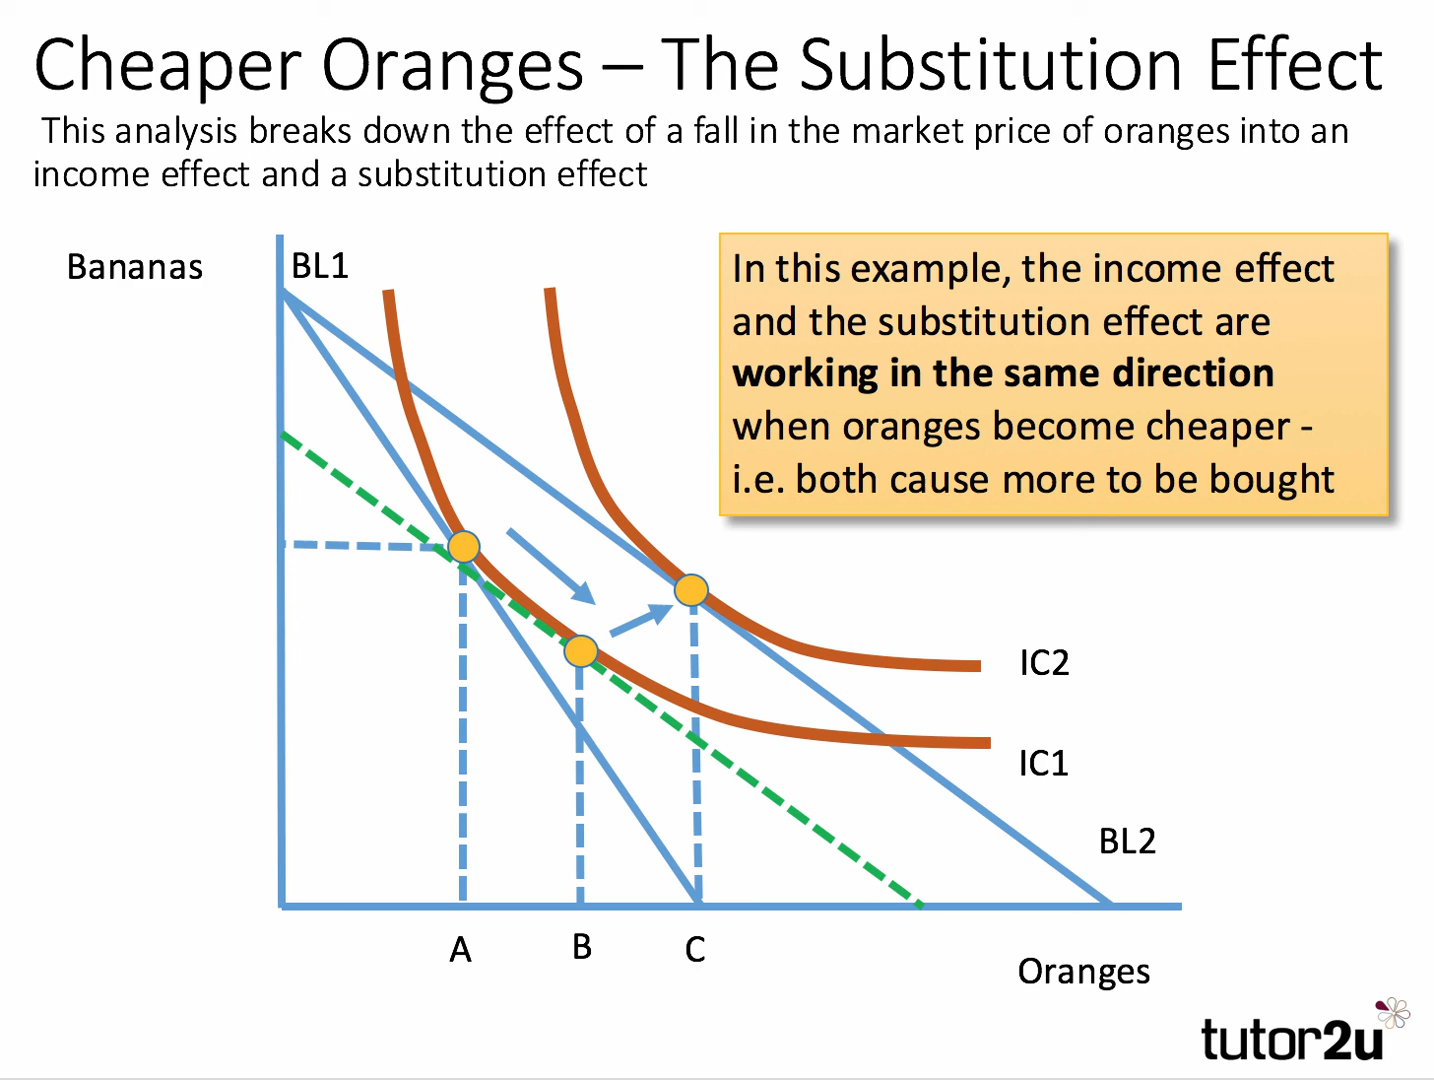 Cheaper Oranges – The Substitution Effect
This analysis breaks down the effect of a fall in the market price of oranges into an
income effect and a substitution effect
Bananas
BL1
In this example, the income effect
and the substitution effect are
working in the same direction
when oranges become cheaper -
i.e. both cause more to be bought
IC2
IC1
BL2
A
B
C
Oranges
tutor2u